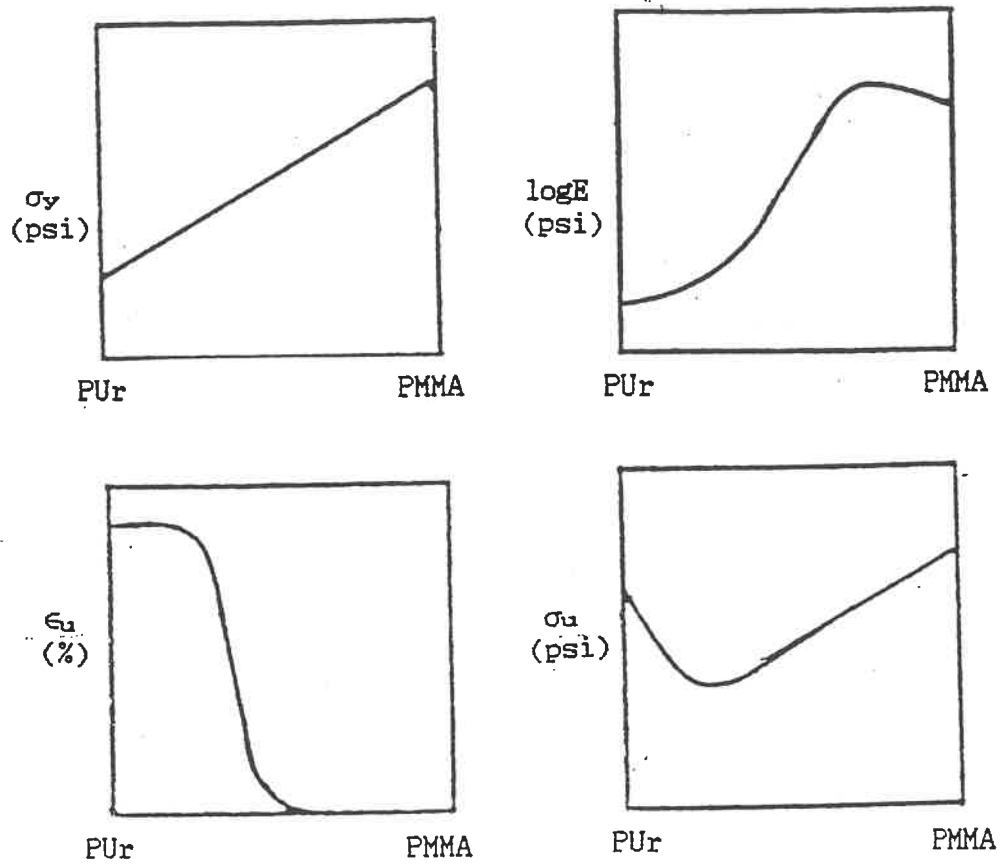 σy
(psi)
PUr PMMA
logE
(psi)
PUr PMMA
εu
(%)
PUr PMMA
σu
(psi)
PUr PMMA